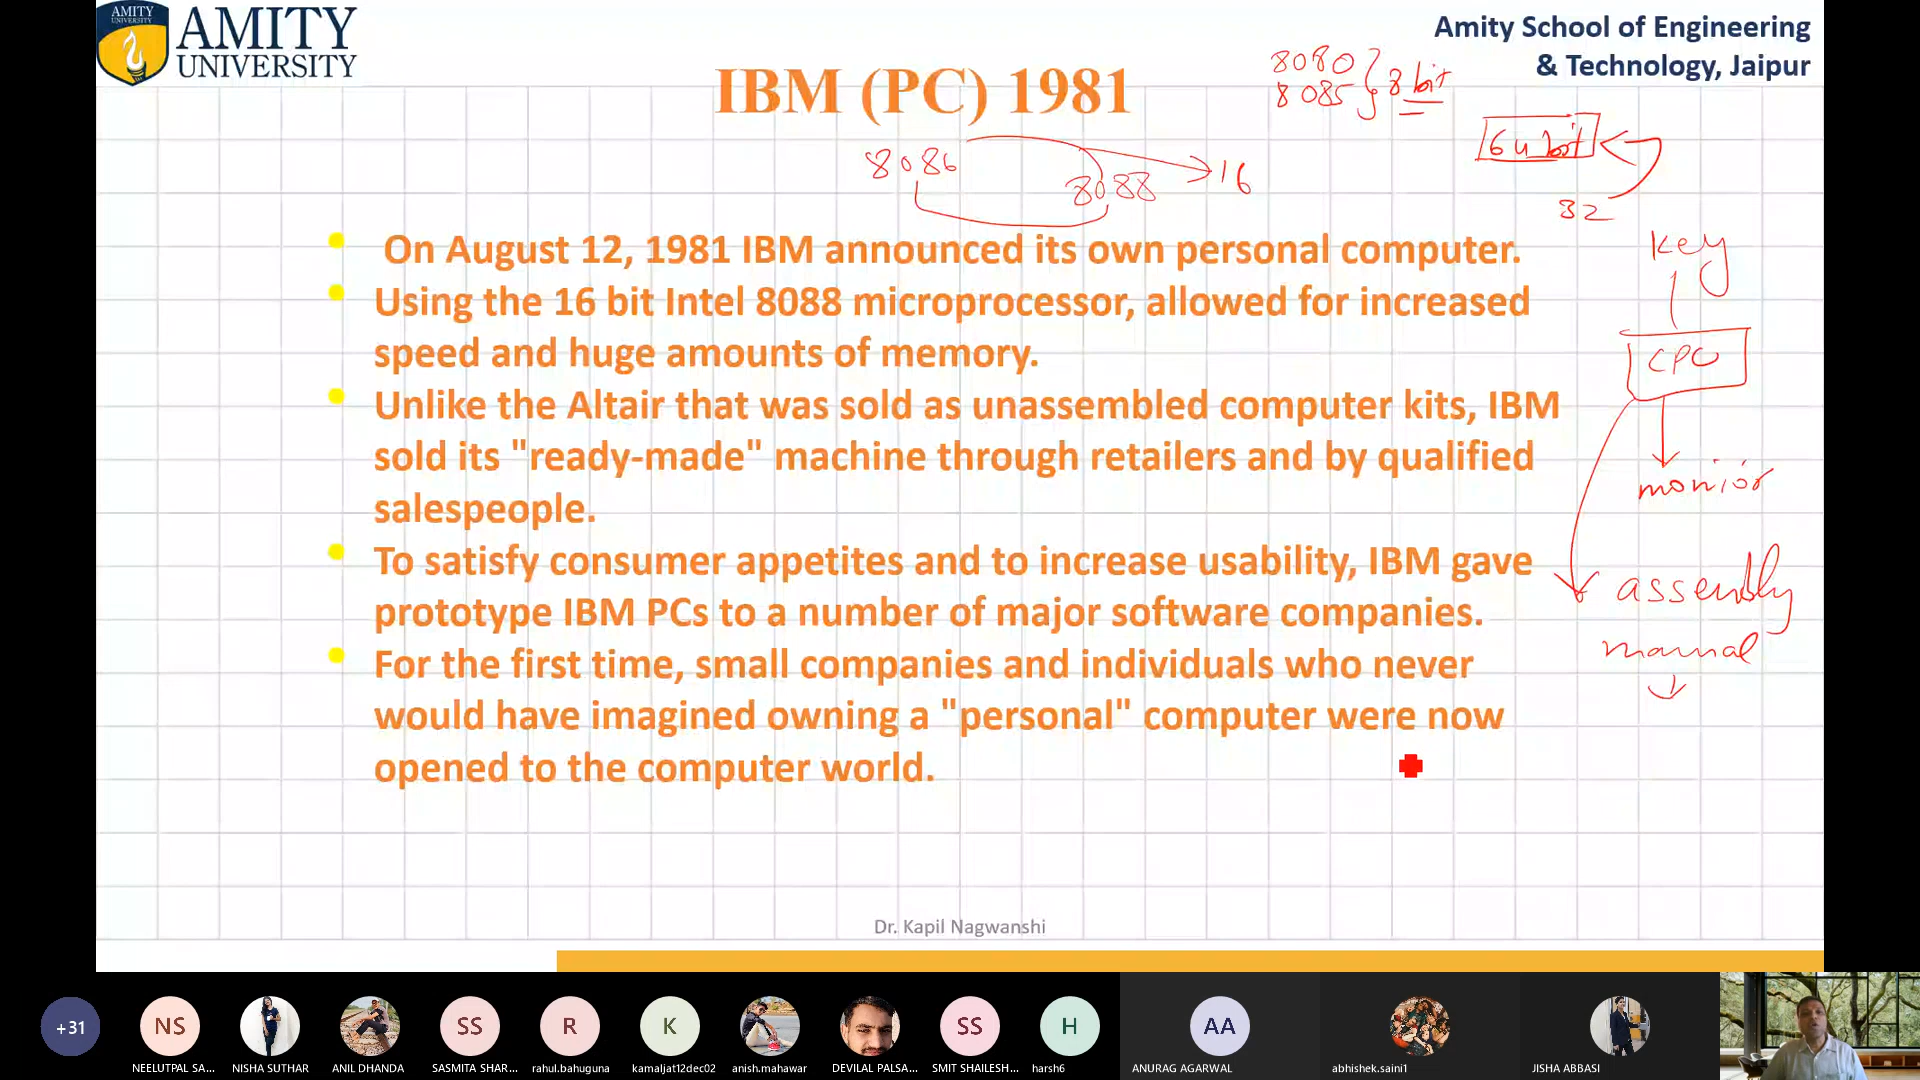 AMITY
UNIVERSITY
AMITY
UNIVERSITY
Amity School of Engineering
& Technology, Jaipur
IBM (PC) 1981
8080
8085
8 bit
64 bit
32
8086
8088
16
On August 12, 1981 IBM announced its own personal computer.
Using the 16 bit Intel 8088 microprocessor, allowed for increased
speed and huge amounts of memory.
Unlike the Altair that was sold as unassembled computer kits, IBM
sold its "ready-made" machine through retailers and by qualified
salespeople.
To satisfy consumer appetites and to increase usability, IBM gave
prototype IBM PCs to a number of major software companies.
For the first time, small companies and individuals who never
would have imagined owning a "personal" computer were now
opened to the computer world.
key
CPU
monitor
assembly
manual
Dr. Kapil Nagwanshi
+31
NS
SS
R
K
SS
H
AA
NEELUTPAL SA...
NISHA SUTHAR
ANIL DHANDA
SASMITA SHAR...
rahul.bahuguna
kamaljat12dec02
anish.mahawar
DEVILAL PALSA...
SMIT SHAILESH...
harsh6
ANURAG AGARWAL
abhishek.saini1
JISHA ABBASI